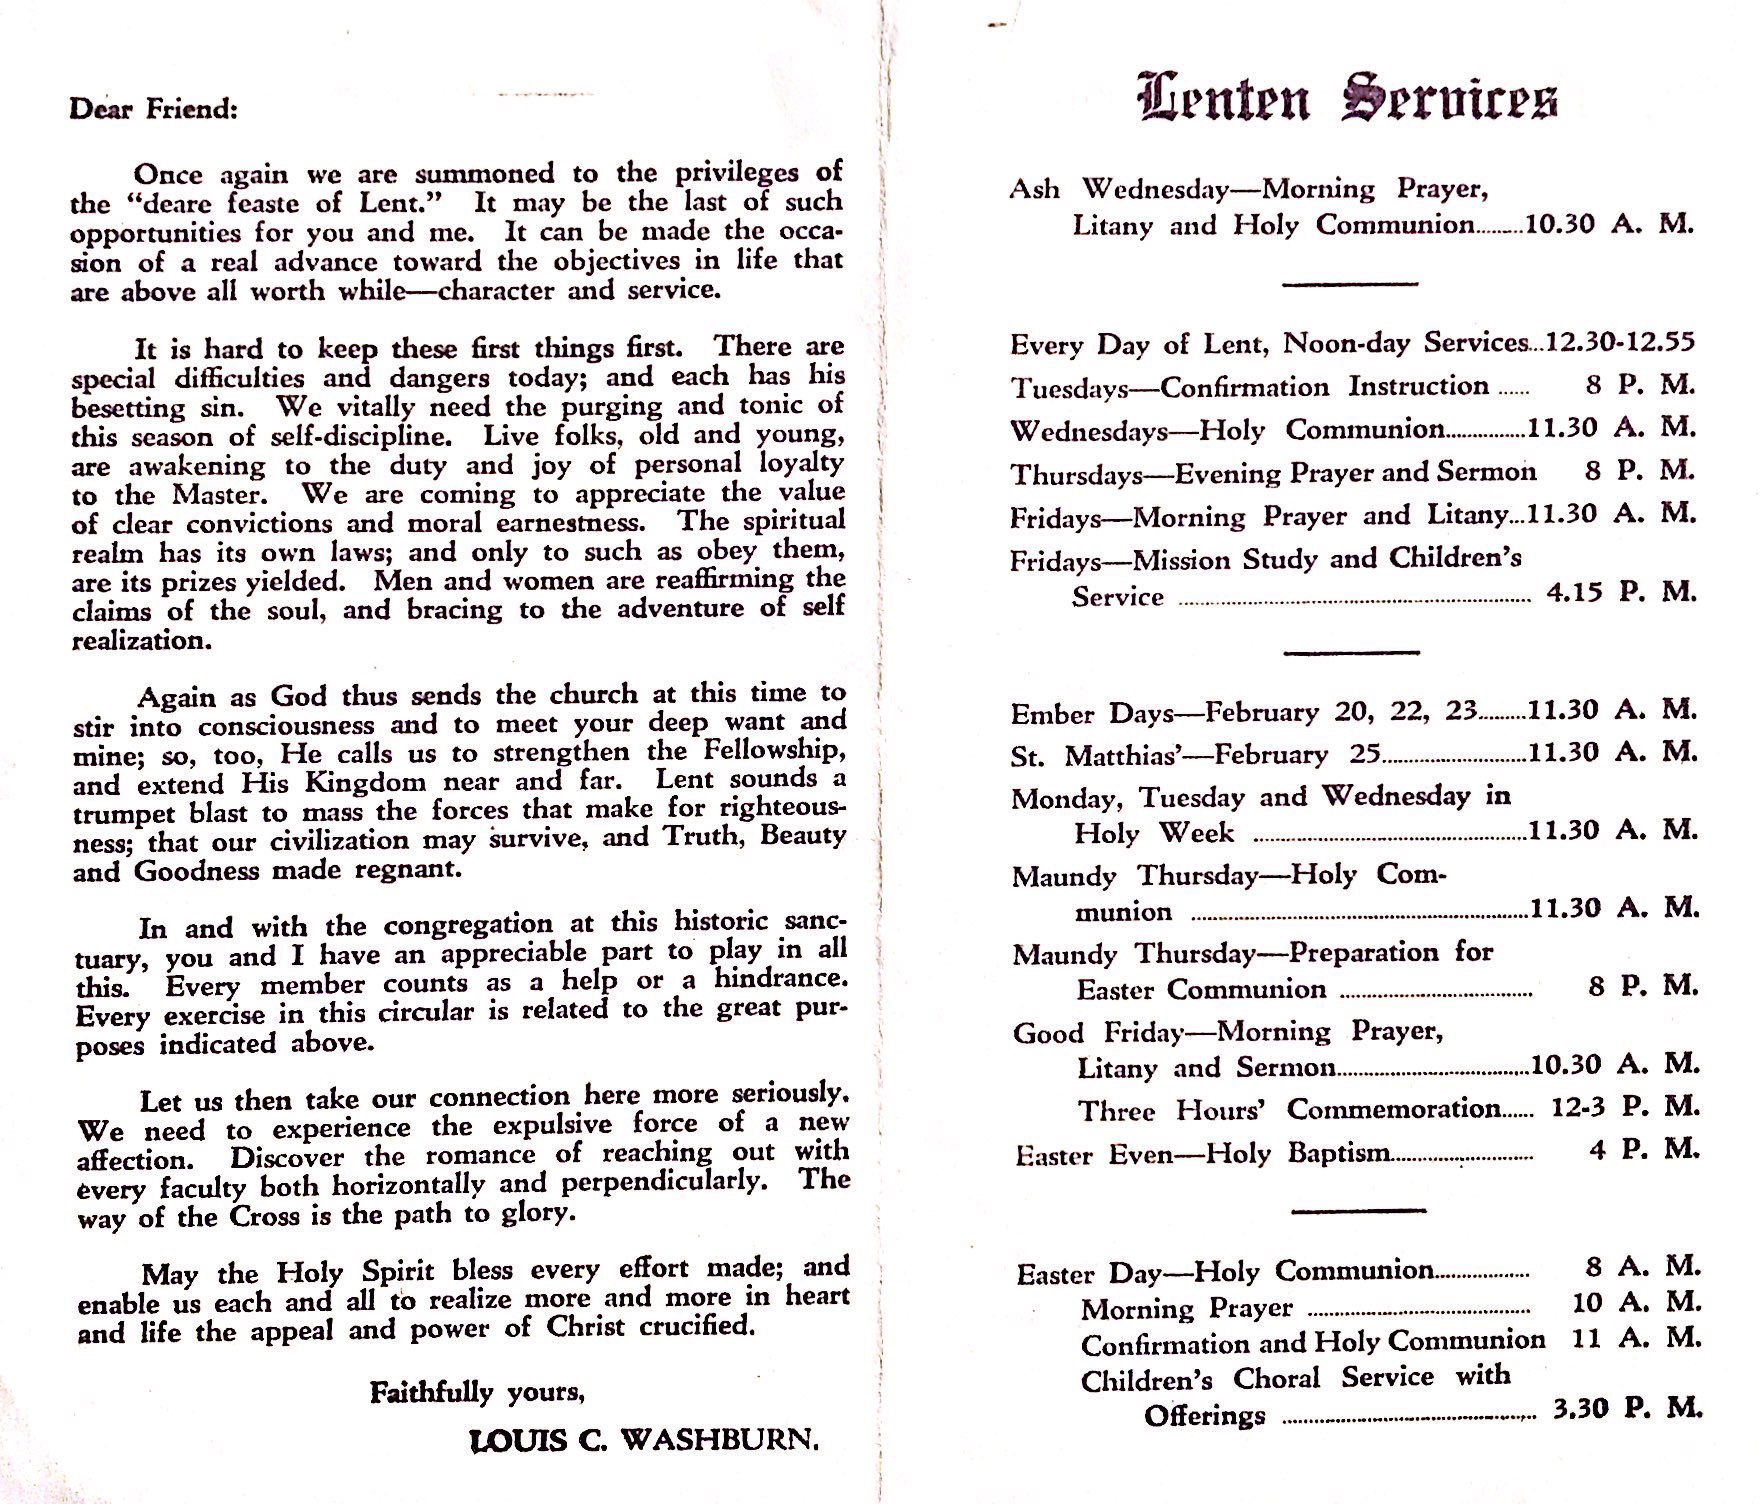 Dear Friend:
Once again we are summoned to the privileges of
the “deare feaste of Lent.” It may be the last of such
opportunities for you and me. It can be made the occa-
sion of a real advance toward the objectives in life that
are above all worth while—character and service.
It is hard to keep these first things first. There are
special difficulties and dangers today; and each has his
besetting sin. We vitally need the purging and tonic of
this season of self-discipline. Live folks, old and young,
are awakening to the duty and joy of personal loyalty
to the Master. We are coming to appreciate the value
of clear convictions and moral earnestness. The spiritual
realm has its own laws; and only to such as obey them,
are its prizes yielded. Men and women are reaffirming the
claims of the soul, and bracing to the adventure of self
realization.
Again as God thus sends the church at this time to
stir into consciousness and to meet your deep want and
mine; so, too, He calls us to strengthen the Fellowship,
and extend His Kingdom near and far. Lent sounds a
trumpet blast to mass the forces that make for righteous-
ness; that our civilization may survive, and Truth, Beauty
and Goodness made regnant.
In and with the congregation at this historic sanc-
tuary, you and I have an appreciable part to play in all
this. Every member counts as a help or a hindrance.
Every exercise in this circular is related to the great pur-
poses indicated above.
Let us then take our connection here more seriously.
We need to experience the expulsive force of a new
affection. Discover the romance of reaching out with
every faculty both horizontally and perpendicularly. The
way of the Cross is the path to glory.
May the Holy Spirit bless every effort made; and
enable us each and all to realize more and more in heart
and life the appeal and power of Christ crucified.
Faithfully yours,
LOUIS C. WASHBURN.
Lenten Services
Ash Wednesday—Morning Prayer,
Litany and Holy Communion........10.30 A. M.
Every Day of Lent, Noon-day Services...12.30-12.55
Tuesdays—Confirmation Instruction ..... 8 P. M.
Wednesdays—Holy Communion..............11.30 A. M.
Thursdays—Evening Prayer and Sermon 8 P. M.
Fridays—Morning Prayer and Litany...11.30 A. M.
Fridays—Mission Study and Children's
Service ........................................ 4.15 P. M.
Ember Days—February 20, 22, 23........11.30 A. M.
St. Matthias'—February 25.........................11.30 A. M.
Monday, Tuesday and Wednesday in
Holy Week ........................................11.30 A. M.
Maundy Thursday—Holy Com-
munion ........................................11.30 A. M.
Maundy Thursday—Preparation for
Easter Communion .............................. 8 P. M.
Good Friday—Morning Prayer,
Litany and Sermon..............................10.30 A. M.
Three Hours' Commemoration...... 12-3 P. M.
Easter Even—Holy Baptism......................... 4 P. M.
Easter Day—Holy Communion................. 8 A. M.
Morning Prayer .............................. 10 A. M.
Confirmation and Holy Communion 11 A. M.
Children's Choral Service with
Offerings .............................. 3.30 P. M.